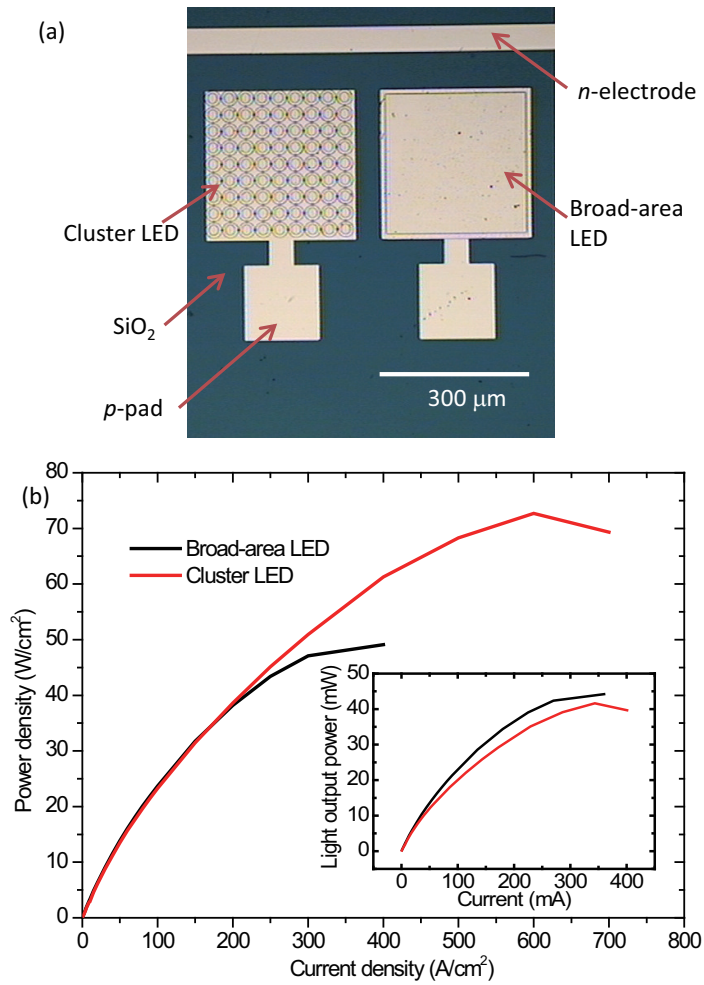 (a)
n-electrode
Cluster LED
Broad-area
LED
SiO₂
p-pad
300 μm
(b)
80
70
60
50
40
30
20
10
0
Power density (W/cm²)
Broad-area LED
Cluster LED
50
40
30
20
10
0
Light output power (mW)
0 100 200 300 400
Current (mA)
0 100 200 300 400 500 600 700 800
Current density (A/cm²)